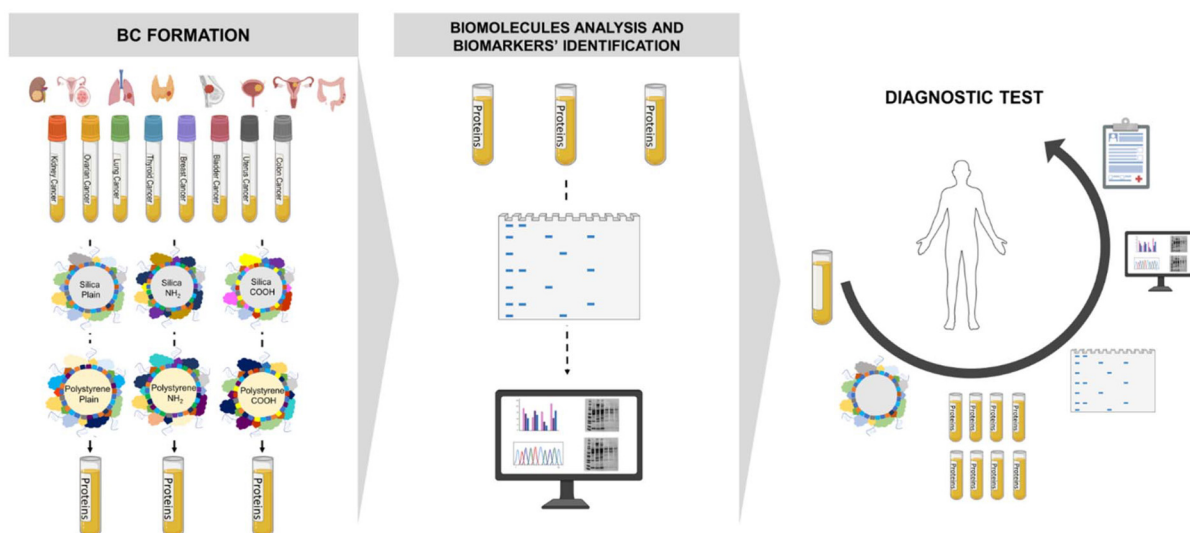 BC FORMATION
Kidney Cancer
Ovarian Cancer
Lung Cancer
Thyroid Cancer
Breast Cancer
Bladder Cancer
Uterus Cancer
Colon Cancer
Silica
Plain
Silica
NH₂
Silica
COOH
Polystyrene
Plain
Polystyrene
NH₂
Polystyrene
COOH
Proteins
Proteins
Proteins
BIOMOLECULES ANALYSIS AND
BIOMARKERS’ IDENTIFICATION
Proteins
Proteins
Proteins
DIAGNOSTIC TEST
Proteins
Proteins
Proteins
Proteins
Proteins
Proteins
Proteins
Proteins